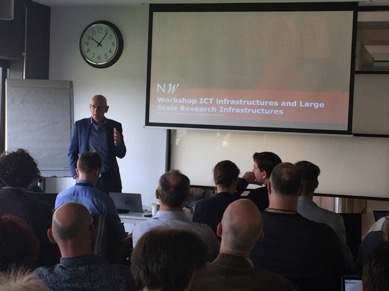 NW
Workshop ICT infrastructures and Large
Scale Research Infrastructures